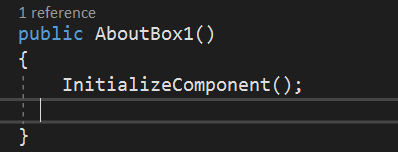 1 reference
public AboutBox1()
{
InitializeComponent();
}